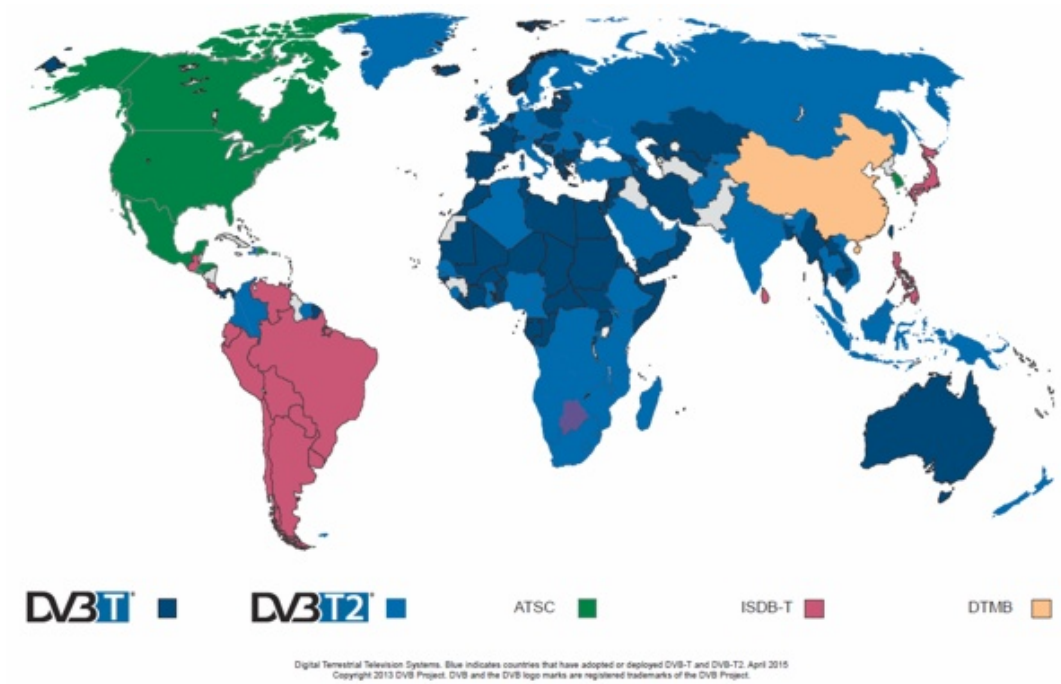 DVB T
DVB T2
ATSC
ISDB-T
DTMB
Digital Terrestrial Television Systems. Blue indicates countries that have adopted or deployed DVB-T and DVB-T2. April 2015
Copyright 2013 DVB Project. DVB and the DVB logo marks are registered trademarks of the DVB Project.